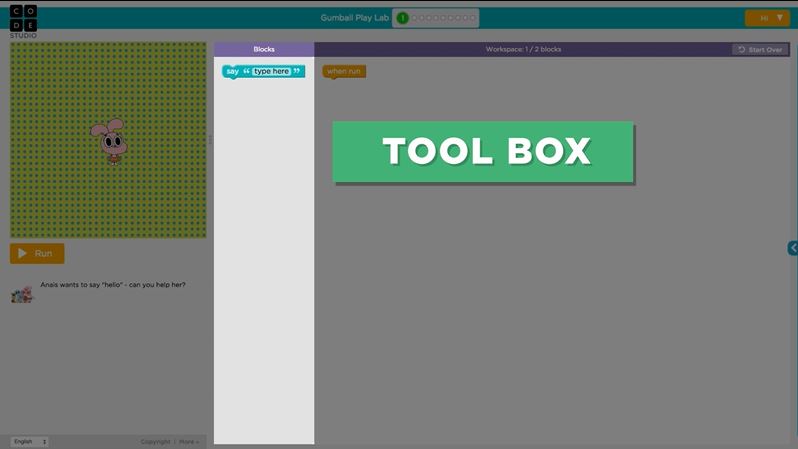 CODE
STUDIO
Gumball Play Lab
1
Hi
Blocks
Workspace: 1 / 2 blocks
Start Over
say “ type here ”
when run
TOOL BOX
Run
Anais wants to say "hello" - can you help her?
English
Copyright | More